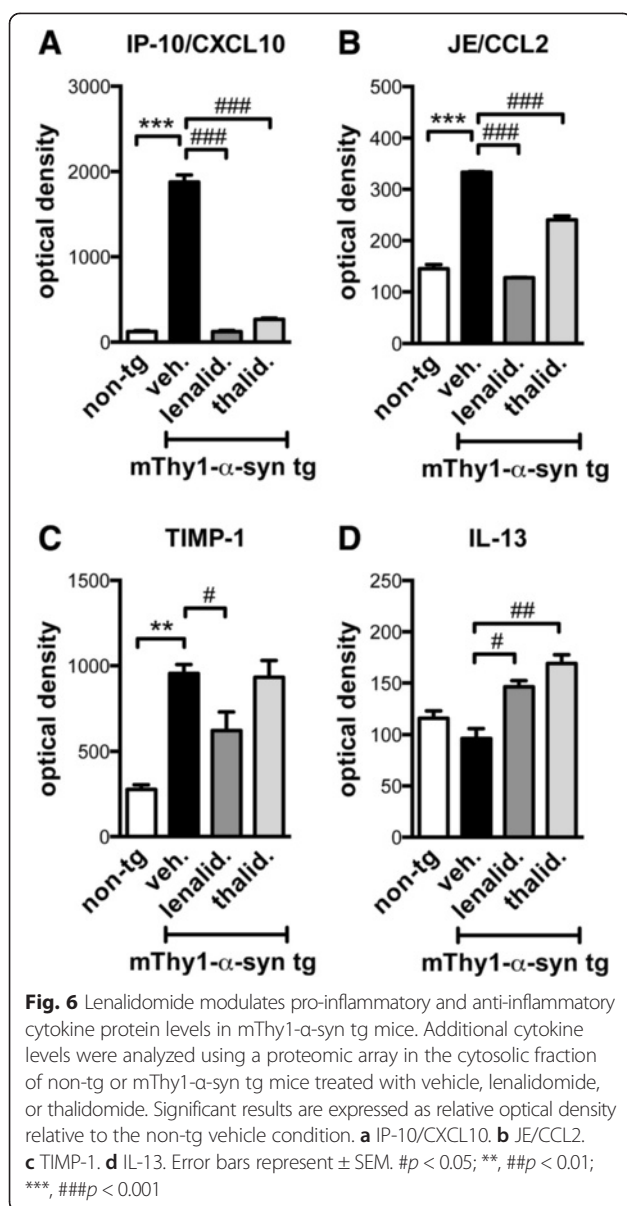 A
IP-10/CXCL10
optical density
3000
2000
1000
0
***
###
###
non-tg
veh.
lenalid.
thalid.
mThy1-α-syn tg
B
JE/CCL2
optical density
500
400
300
200
100
0
***
###
###
non-tg
veh.
lenalid.
thalid.
mThy1-α-syn tg
C
TIMP-1
optical density
1500
1000
500
0
**
#
non-tg
veh.
lenalid.
thalid.
mThy1-α-syn tg
D
IL-13
optical density
250
200
150
100
50
0
##
#
non-tg
veh.
lenalid.
thalid.
mThy1-α-syn tg
Fig. 6 Lenalidomide modulates pro-inflammatory and anti-inflammatory
cytokine protein levels in mThy1-α-syn tg mice. Additional cytokine
levels were analyzed using a proteomic array in the cytosolic fraction
of non-tg or mThy1-α-syn tg mice treated with vehicle, lenalidomide,
or thalidomide. Significant results are expressed as relative optical density
relative to the non-tg vehicle condition. a IP-10/CXCL10. b JE/CCL2.
c TIMP-1. d IL-13. Error bars represent ± SEM. #p < 0.05; **, ##p < 0.01;
***, ###p < 0.001